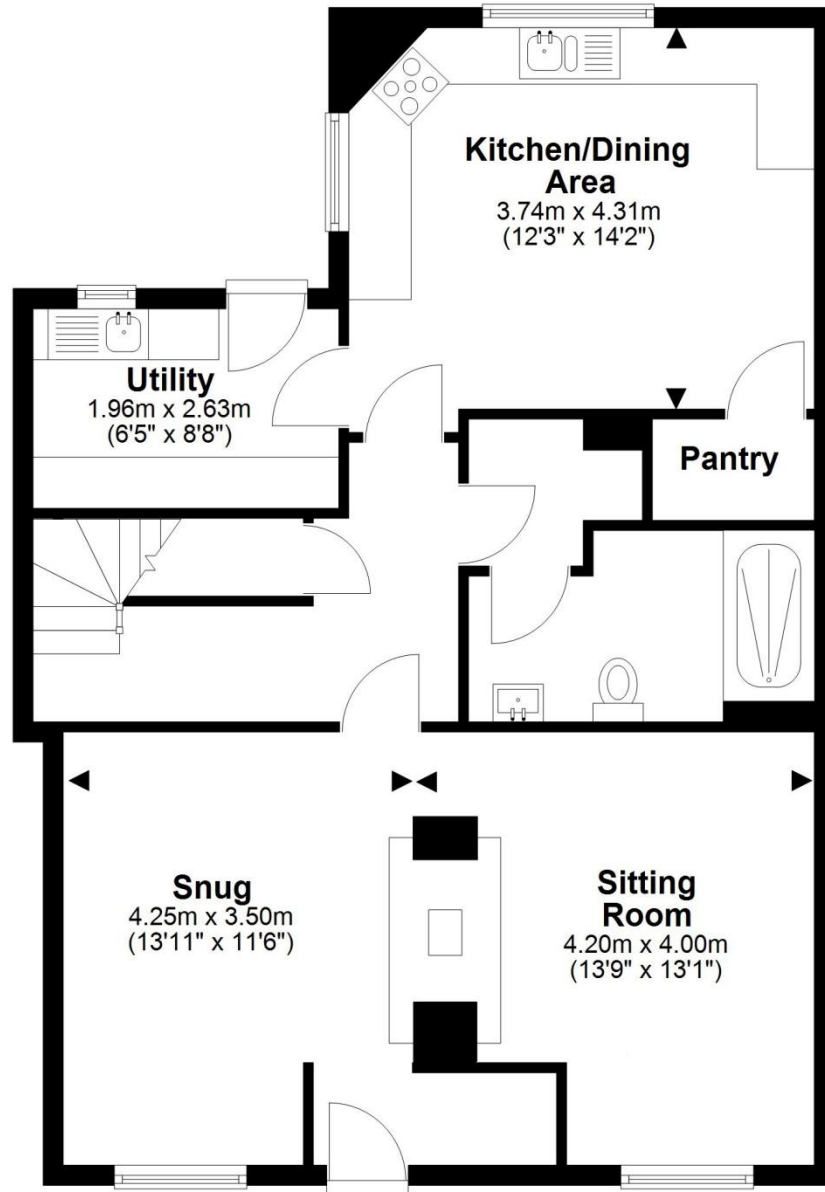 Kitchen/Dining
Area
3.74m x 4.31m
(12'3" x 14'2")
Utility
1.96m x 2.63m
(6'5" x 8'8")
Pantry
Snug
4.25m x 3.50m
(13'11" x 11'6")
Sitting
Room
4.20m x 4.00m
(13'9" x 13'1")